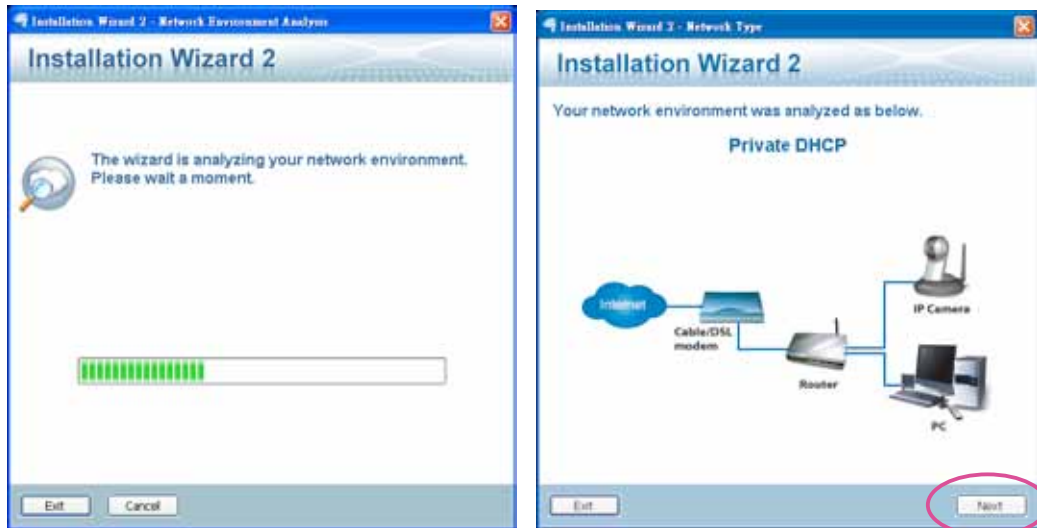 Installation Wizard 2 - Network Environment Analysis
Installation Wizard 2
The wizard is analyzing your network environment.
Please wait a moment.
Exit
Cancel
Installation Wizard 2 - Network Type
Installation Wizard 2
Your network environment was analyzed as below.
Private DHCP
Internet
Cable/DSL
modem
Router
IP Camera
PC
Exit
Next